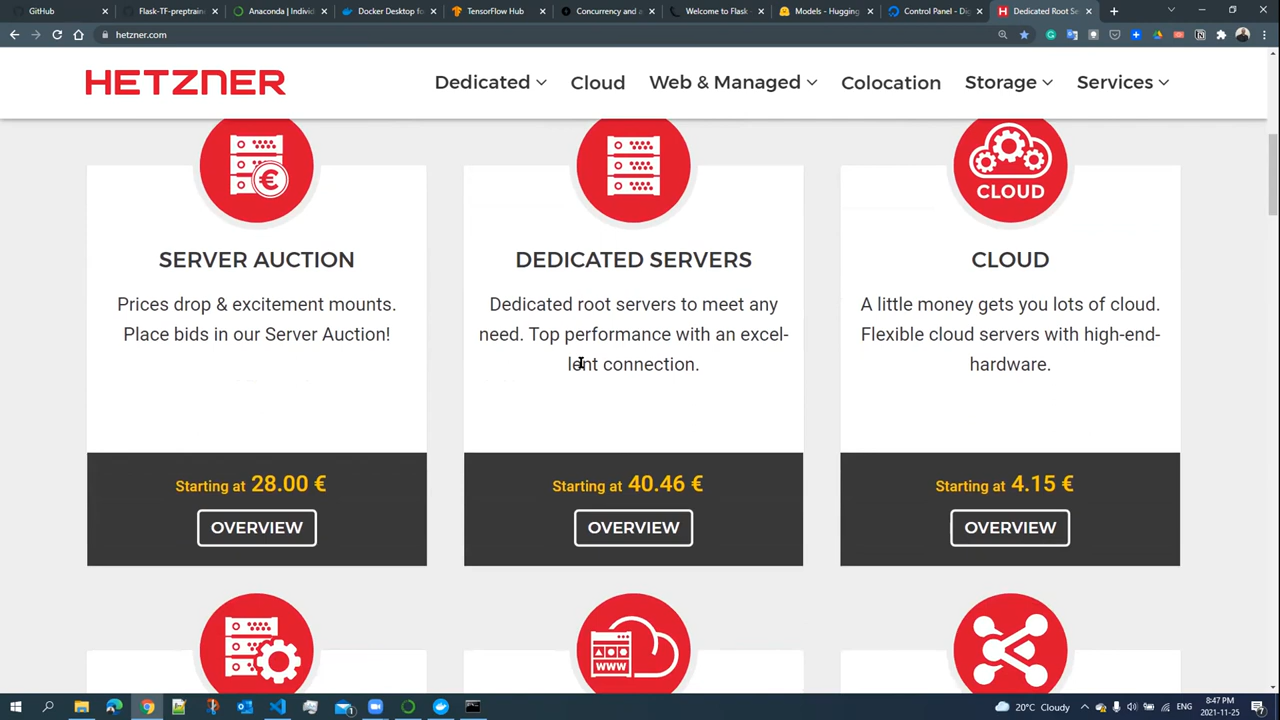 GitHub
Flask-TF-preptraine
Anaconda | Individ
Docker Desktop fo
TensorFlow Hub
Concurrency and a
Welcome to Flask
Models - Hugging
Control Panel - Dig
Dedicated Root Se
hetzner.com
HETZNER
Dedicated
Cloud
Web & Managed
Colocation
Storage
Services
€
CLOUD
SERVER AUCTION
Prices drop & excitement mounts.
Place bids in our Server Auction!
Starting at 28.00 €
OVERVIEW
DEDICATED SERVERS
Dedicated root servers to meet any
need. Top performance with an excel-
lent connection.
Starting at 40.46 €
OVERVIEW
CLOUD
A little money gets you lots of cloud.
Flexible cloud servers with high-end-
hardware.
Starting at 4.15 €
OVERVIEW
WWW
20°C Cloudy
ENG
8:47 PM
2021-11-25